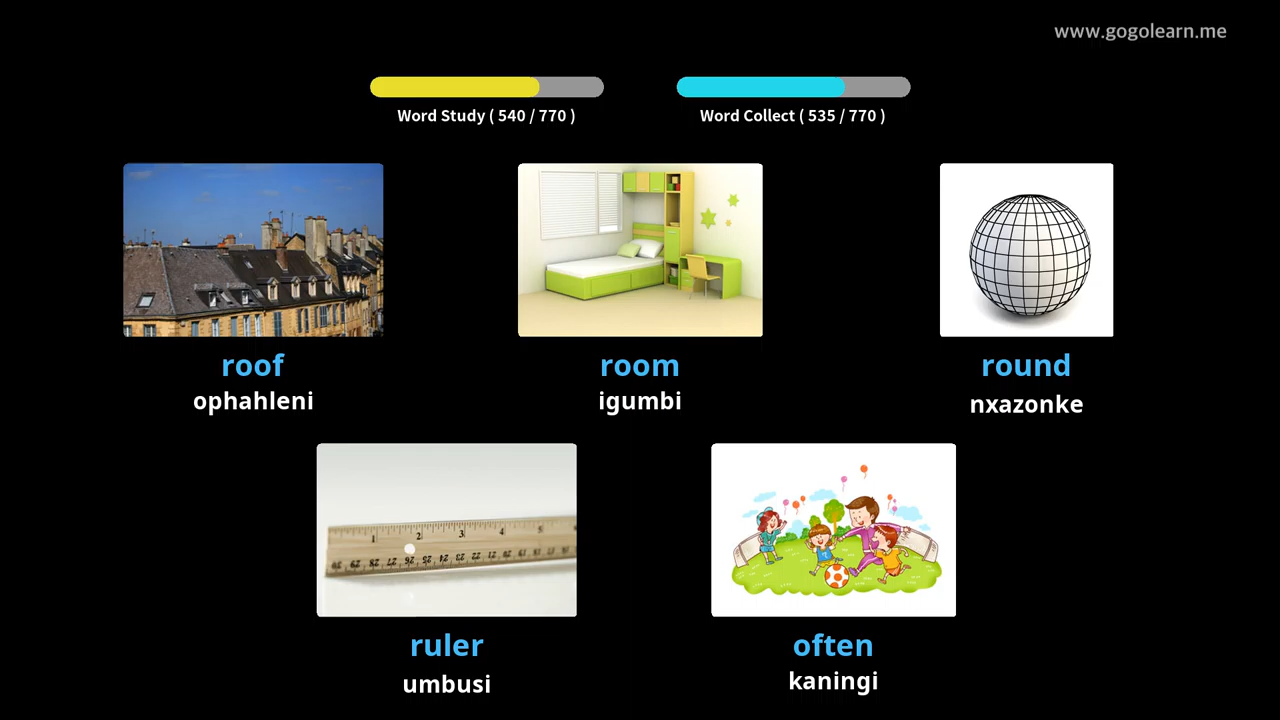 www.gogolearn.me
Word Study ( 540 / 770 )
Word Collect ( 535 / 770 )
roof
ophahleni
room
igumbi
round
nxazonke
ruler
umbusi
often
kaningi